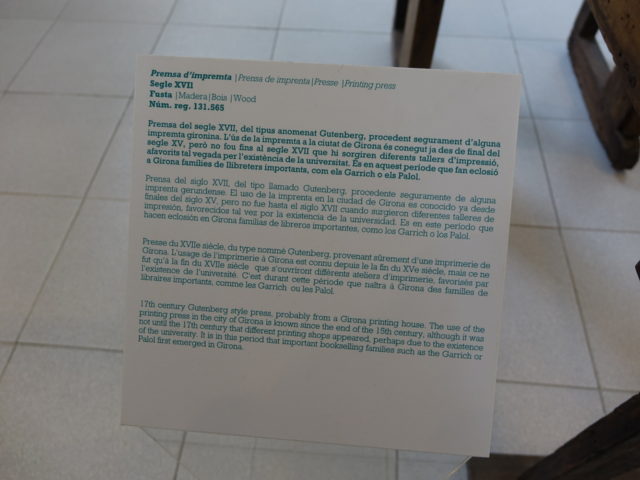 Premsa d'impremta |Prensa de imprenta|Presse |Printing press
Segle XVII
Fusta |Madera|Bois |Wood
Núm. reg. 131.565
Premsa del segle XVII, del tipus anomenat Gutenberg, procedent segurament d'alguna
impremta gironina. L'ús de la impremta a la ciutat de Girona és conegut ja des de final del
segle XV, però no fou fins al segle XVII que hi sorgiren diferents tallers d'impressió,
afavorits tal vegada per l'existència de la universitat. És en aquest període que fan eclosió
a Girona famílies de llibreters importants, com els Garrich o els Palol.
Prensa del siglo XVII, del tipo llamado Gutenberg, procedente seguramente de alguna
imprenta gerundense. El uso de la imprenta en la ciudad de Girona es conocido ya desde
finales del siglo XV, pero no fue hasta el siglo XVII cuando surgieron diferentes talleres de
impresión, favorecidos tal vez por la existencia de la universidad. Es en este período que
hacen eclosión en Girona familias de libreros importantes, como los Garrich o los Palol.
Presse du XVIIe siècle, du type nommé Gutenberg, provenant sûrement d'une imprimerie de
Girona. L'usage de l'imprimerie à Girona est connu depuis le la fin du XVe siècle, mais ce ne
fut qu'à la fin du XVIIe siècle que s'ouvriront différents ateliers d'imprimerie, favorisés par
l'existence de l'université. C'est durant cette période que naîtra à Girona des familles de
libraires importants, comme les Garrich ou les Palol.
17th century Gutenberg style press, probably from a Girona printing house. The use of the
printing press in the city of Girona is known since the end of the 15th century, although it was
not until the 17th century that different printing shops appeared, perhaps due to the existence
of the university. It is in this period that important bookselling families such as the Garrich or
Palol first emerged in Girona.